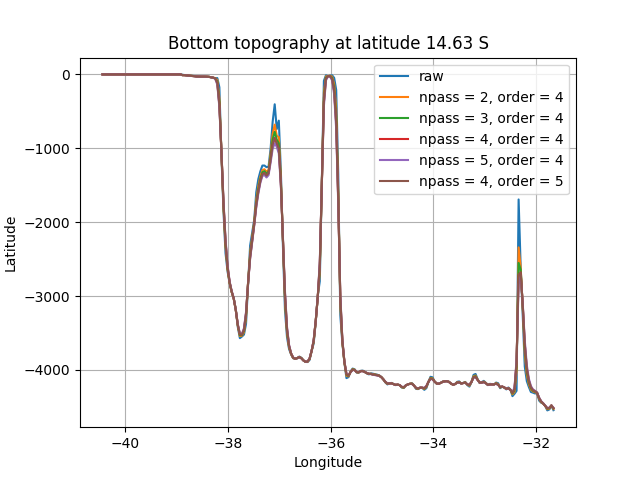 Bottom topography at latitude 14.63 S
raw
npass = 2, order = 4
npass = 3, order = 4
npass = 4, order = 4
npass = 5, order = 4
npass = 4, order = 5
0
−1000
−2000
−3000
−4000
Latitude
−40 −38 −36 −34 −32
Longitude